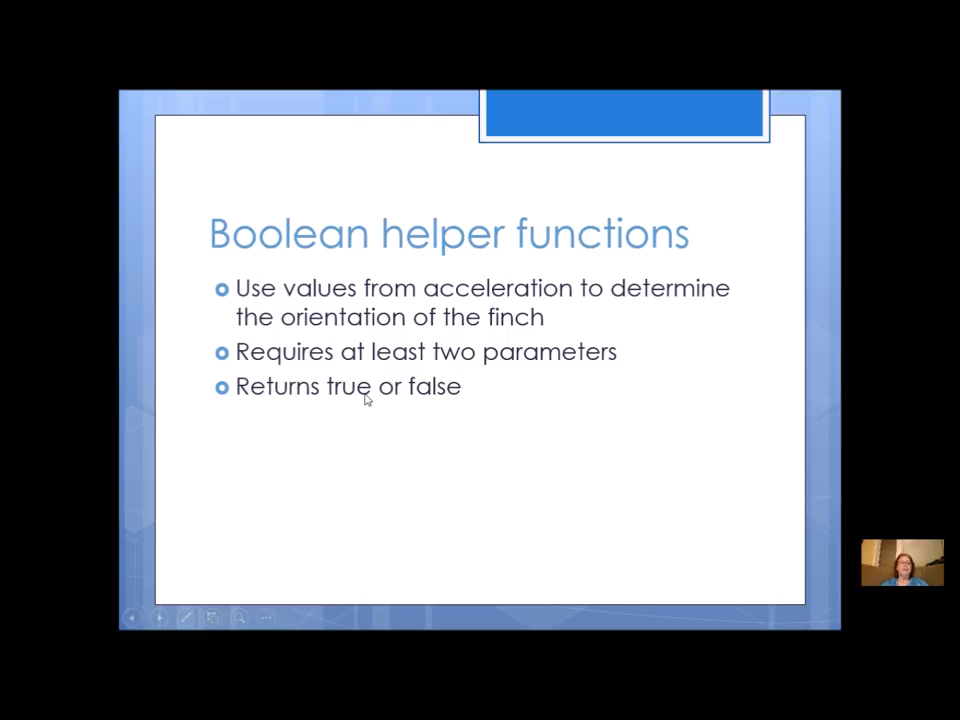 Boolean helper functions
Use values from acceleration to determine
the orientation of the finch
Requires at least two parameters
Returns true or false